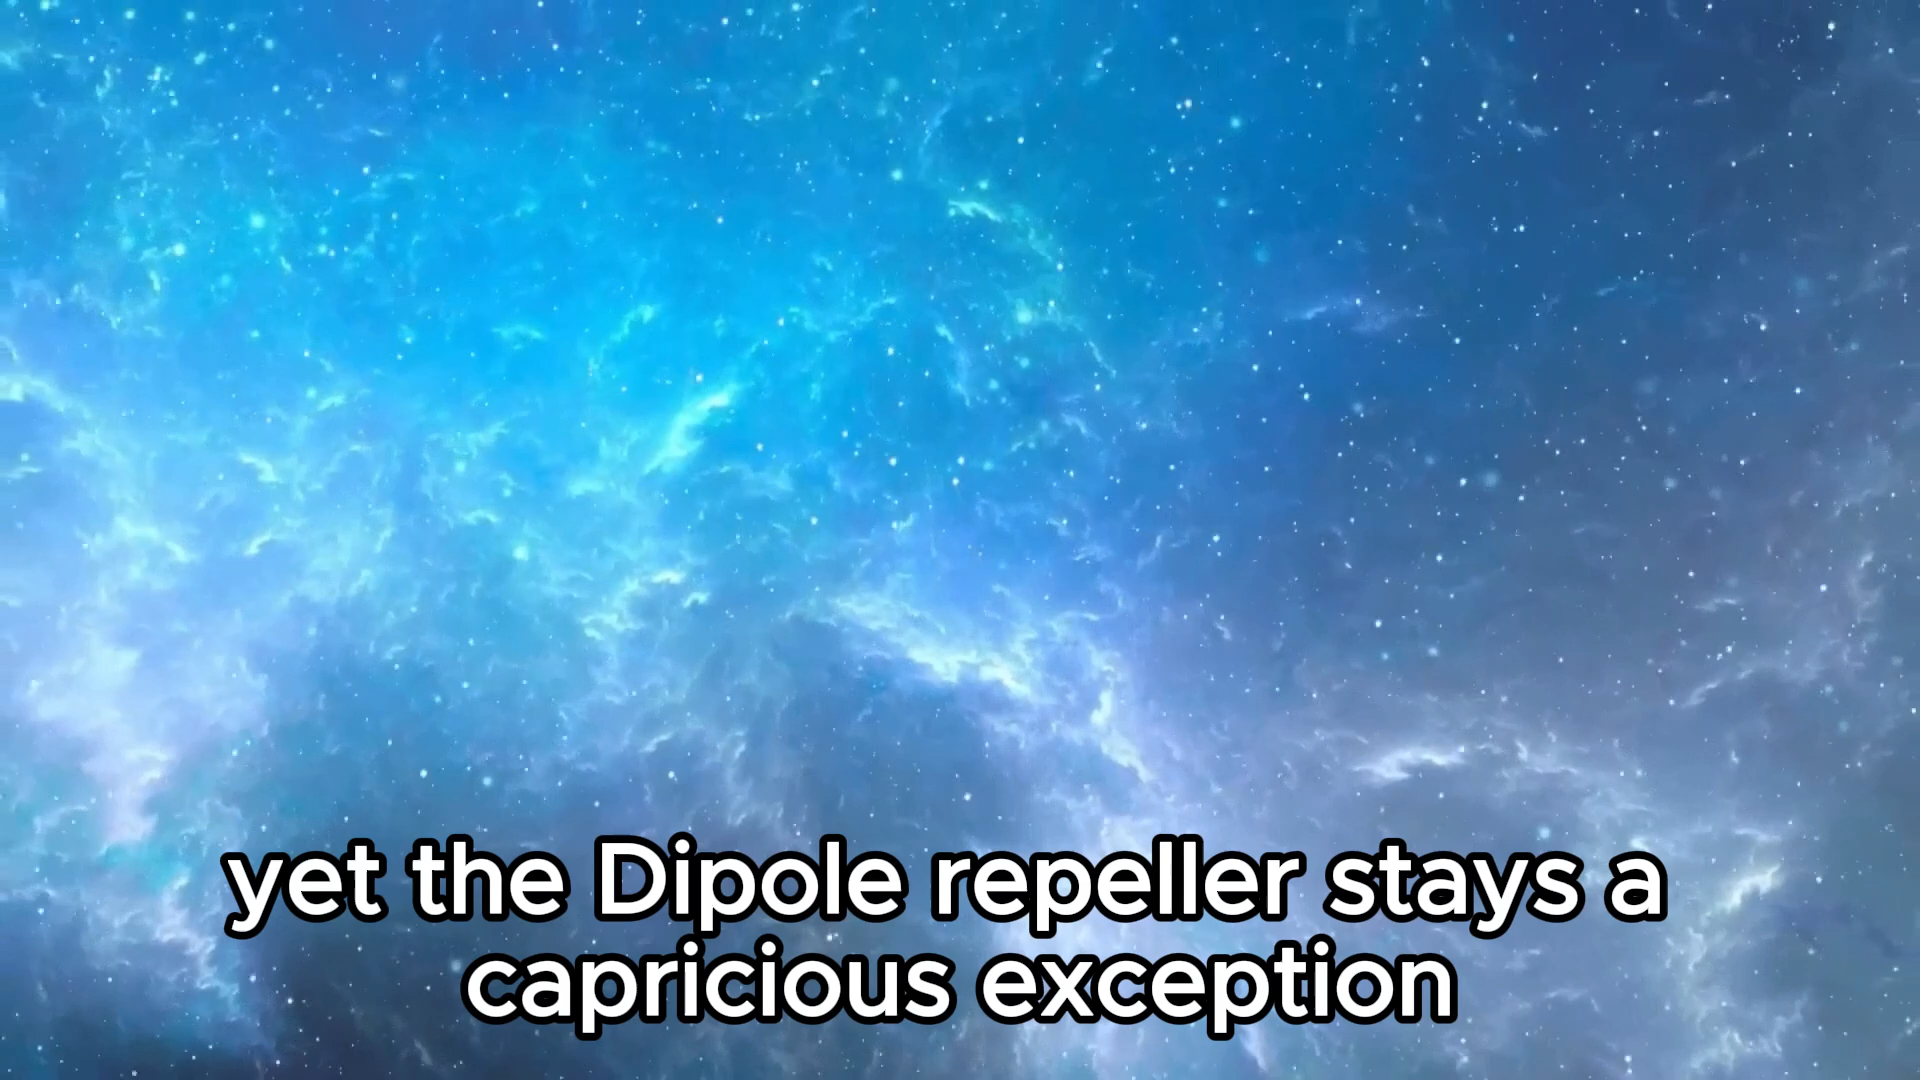 yet the Dipole repeller stays a
capricious exception